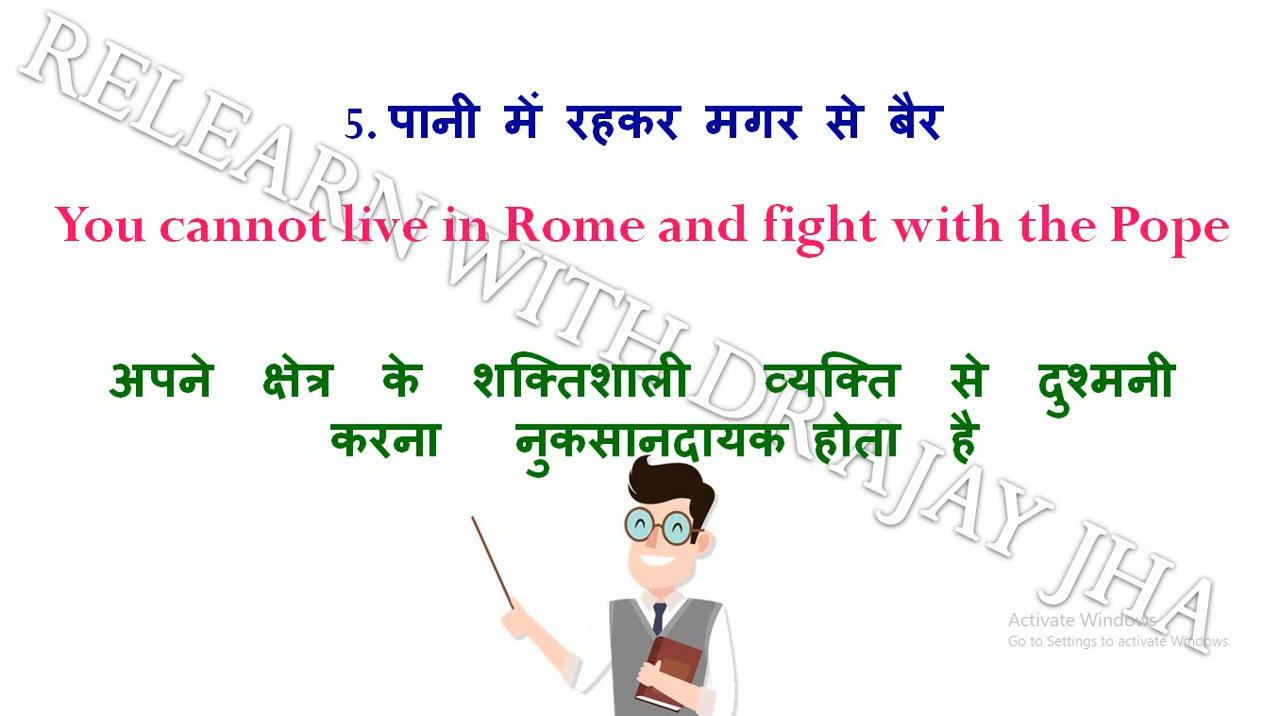 5. पानी में रहकर मगर से बैर
You cannot live in Rome and fight with the Pope
अपने क्षेत्र के शक्तिशाली व्यक्ति से दुश्मनी
करना नुकसानदायक होता है
RELEARN WITH DR.AJAY JHA
Activate Windows
Go to Settings to activate Windows.